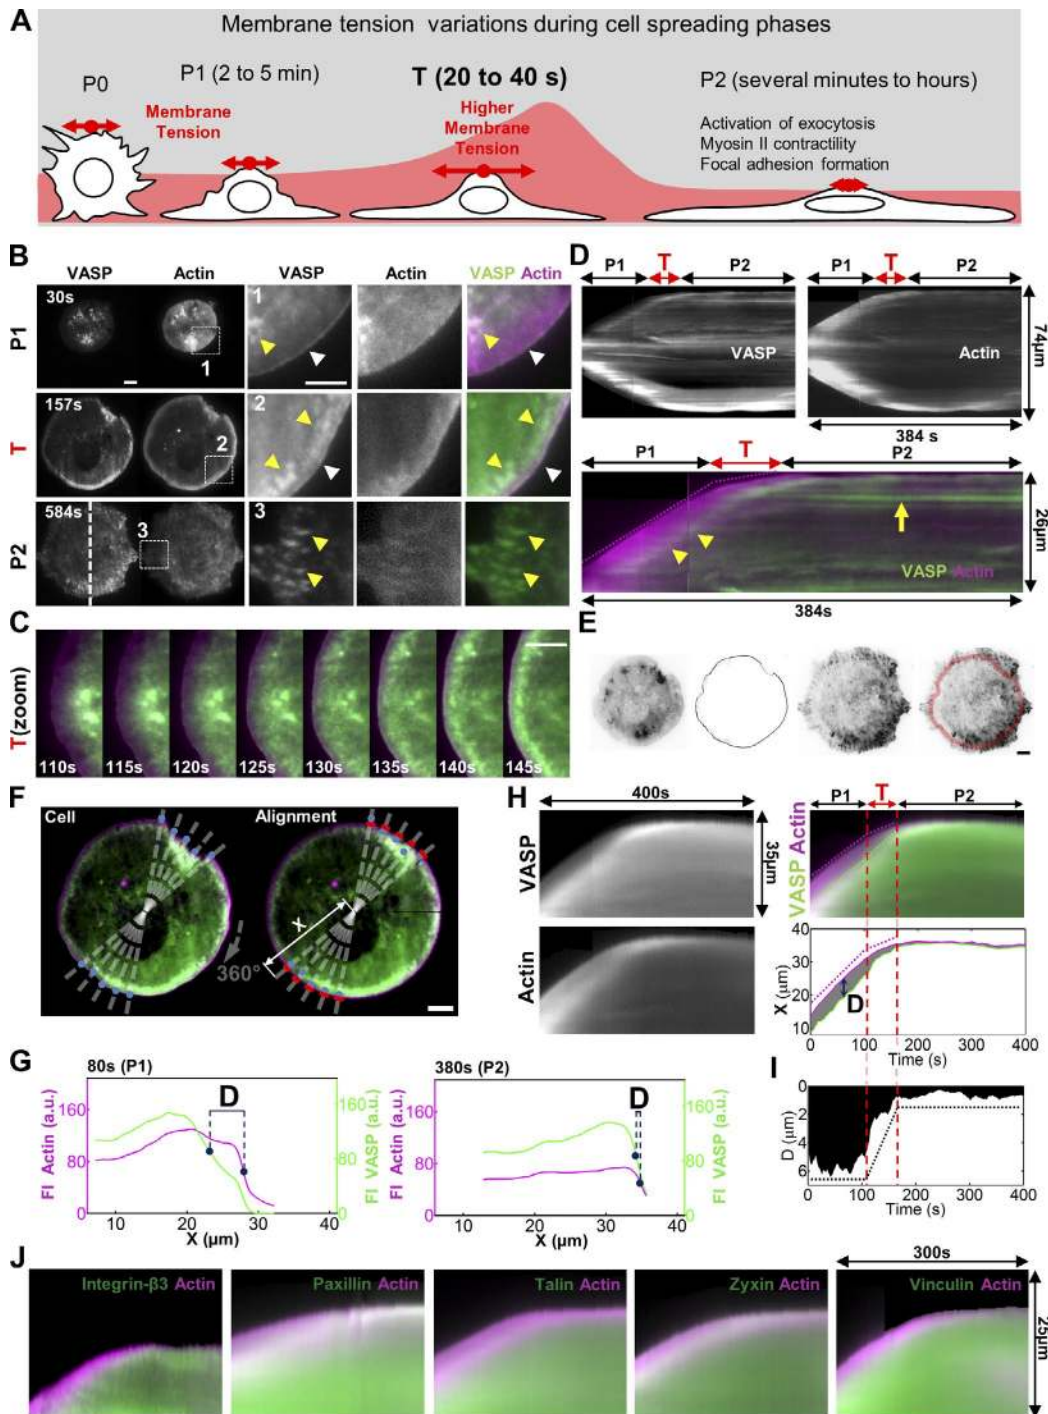 A
Membrane tension variations during cell spreading phases
P0
P1 (2 to 5 min)
T (20 to 40 s)
P2 (several minutes to hours)
Membrane
Tension
Higher
Membrane
Tension
Activation of exocytosis
Myosin II contractility
Focal adhesion formation
B
VASP Actin VASP Actin VASP Actin
P1
30s
1
1
T
157s
2
2
P2
584s
3
3
C
T(zoom)
110s 115s 120s 125s 130s 135s 140s 145s
D
P1 T P2
VASP
P1 T P2
Actin
74µm
384 s
P1 T P2
VASP Actin
26µm
384s
E
F
Cell
Alignment
X
360°
G
80s (P1)
FI Actin (a.u.)
160
80
0
D
160
80
0
FI VASP (a.u.)
10 20 30 40
X (µm)
380s (P2)
FI Actin (a.u.)
160
80
0
D
160
80
0
FI VASP (a.u.)
10 20 30 40
X (µm)
H
400s
VASP
35µm
Actin
P1 T P2
VASP Actin
X (µm)
40
30
20
10
D
0 100 200 300 400
Time (s)
I
D (µm)
0
2
4
6
0 100 200 300 400
Time (s)
J
Integrin-β3 Actin
Paxillin Actin
Talin Actin
Zyxin Actin
300s
Vinculin Actin
25µm